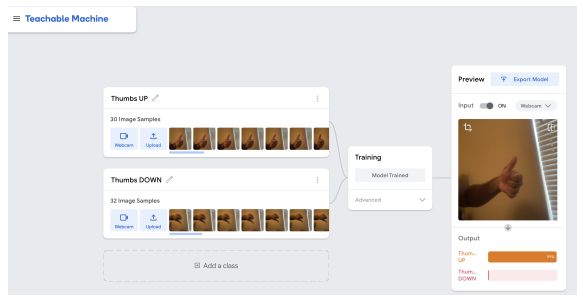 Teachable Machine
Thumbs UP
30 Image Samples
Webcam
Upload
Thumbs DOWN
32 Image Samples
Webcam
Upload
Add a class
Training
Model Trained
Advanced
Preview
Export Model
Input
ON
Webcam
Output
Thum...
UP
Thum...
DOWN